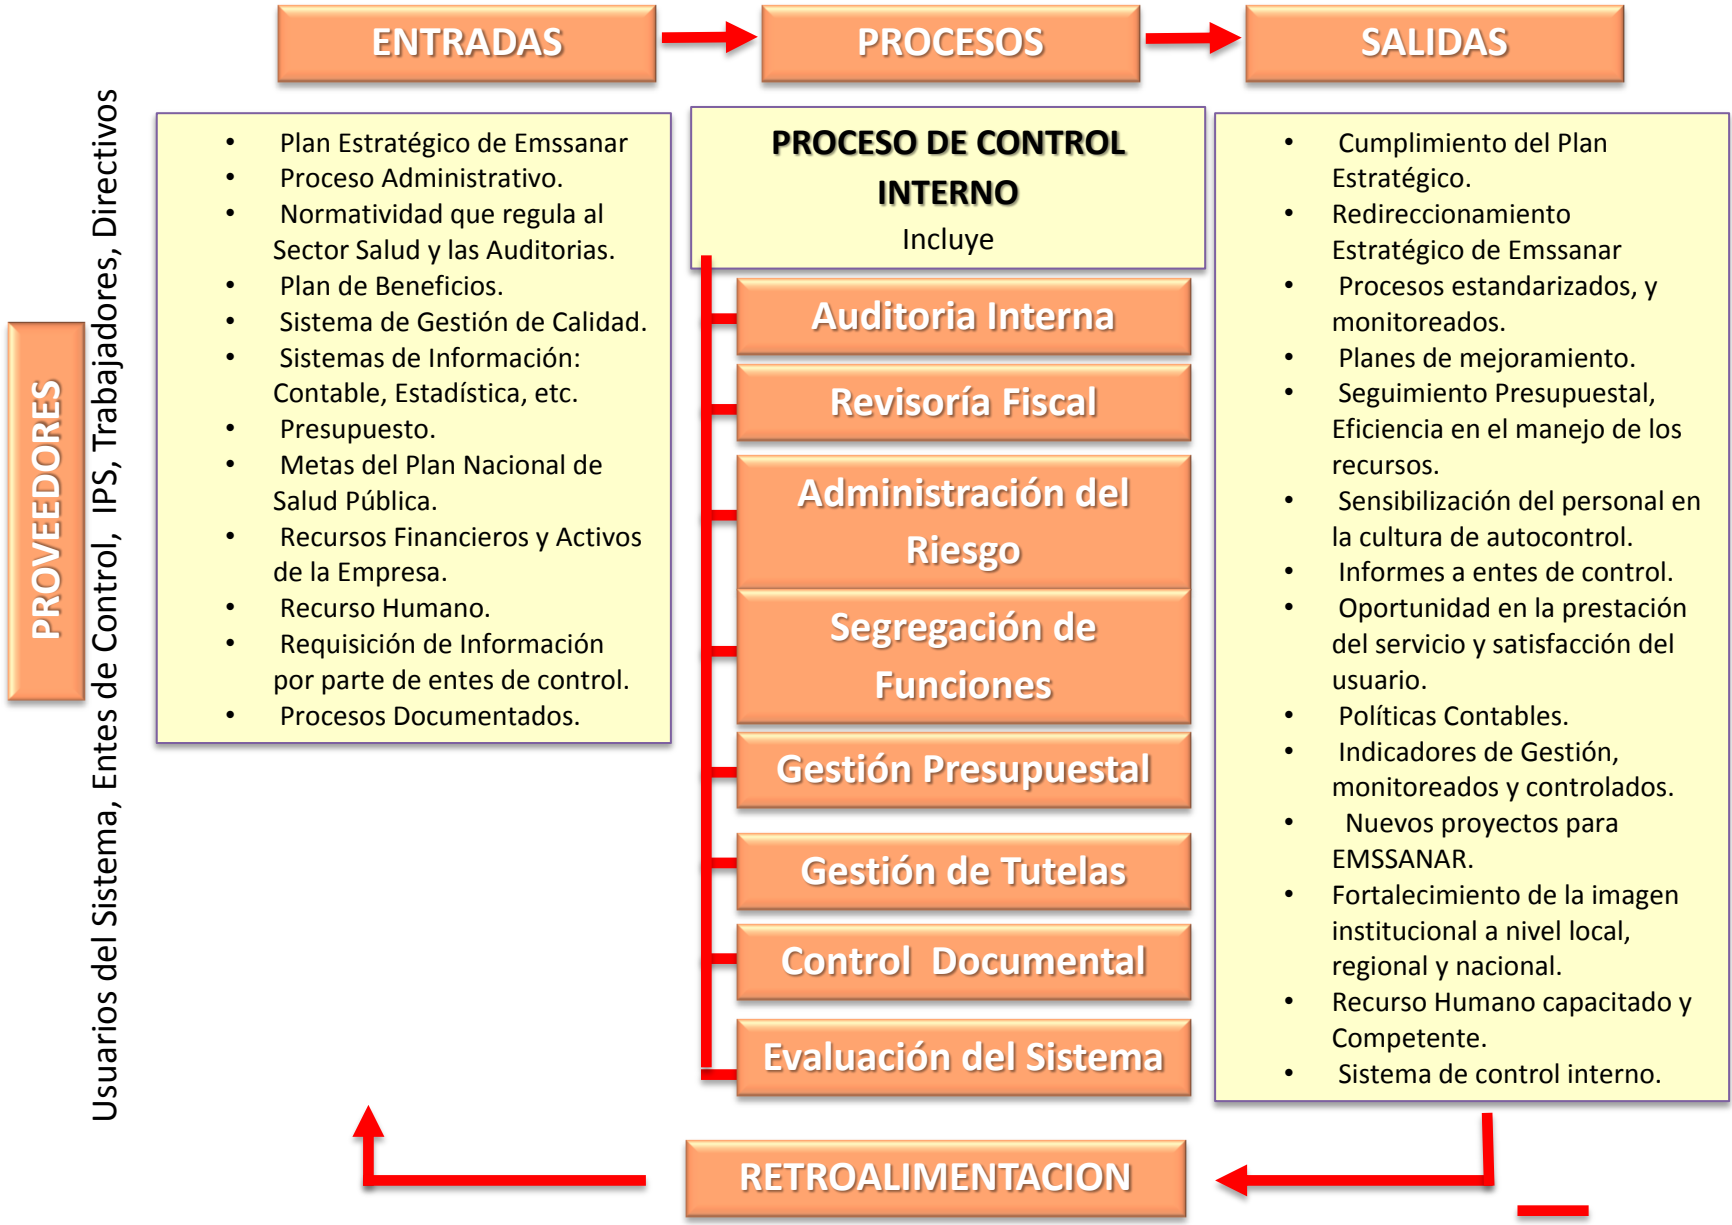 ENTRADAS
PROCESOS
SALIDAS
PROVEEDORES
Usuarios del Sistema, Entes de Control, IPS, Trabajadores, Directivos
• Plan Estratégico de Emssanar
• Proceso Administrativo.
• Normatividad que regula al
Sector Salud y las Auditorias.
• Plan de Beneficios.
• Sistema de Gestión de Calidad.
• Sistemas de Información:
Contable, Estadística, etc.
• Presupuesto.
• Metas del Plan Nacional de
Salud Pública.
• Recursos Financieros y Activos
de la Empresa.
• Recurso Humano.
• Requisición de Información
por parte de entes de control.
• Procesos Documentados.
PROCESO DE CONTROL
INTERNO
Incluye
Auditoria Interna
Revisoría Fiscal
Administración del
Riesgo
Segregación de
Funciones
Gestión Presupuestal
Gestión de Tutelas
Control Documental
Evaluación del Sistema
• Cumplimiento del Plan
Estratégico.
• Redireccionamiento
Estratégico de Emssanar
• Procesos estandarizados, y
monitoreados.
• Planes de mejoramiento.
• Seguimiento Presupuestal,
Eficiencia en el manejo de los
recursos.
• Sensibilización del personal en
la cultura de autocontrol.
• Informes a entes de control.
• Oportunidad en la prestación
del servicio y satisfacción del
usuario.
• Políticas Contables.
• Indicadores de Gestión,
monitoreados y controlados.
• Nuevos proyectos para
EMSSANAR.
• Fortalecimiento de la imagen
institucional a nivel local,
regional y nacional.
• Recurso Humano capacitado y
Competente.
• Sistema de control interno.
RETROALIMENTACION